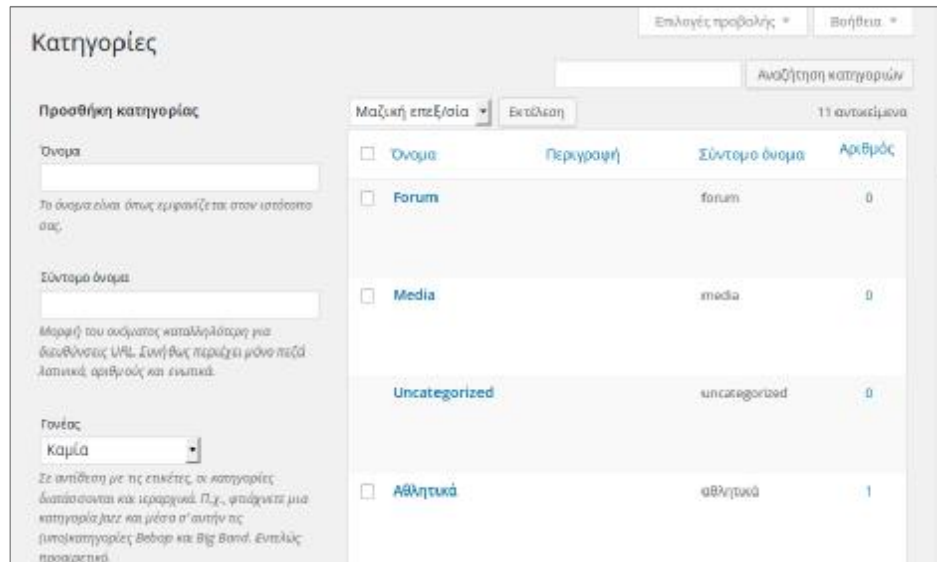 Επιλογές προβολής
Βοήθεια
Κατηγορίες
Αναζήτηση κατηγοριών
Προσθήκη κατηγορίας
Μαζική επεξ/σία
Εκτέλεση
11 αντικείμενα
Όνομα
Το όνομα είναι όπως εμφανίζεται στον ιστότοπο
σας.
Σύντομο όνομα
Μορφή του ονόματος καταλληλότερη για
διευθύνσεις URL. Συνήθως περιέχει μόνο πεζά
λατινικά, αριθμούς και ενωτικά.
Γονέας
Καμία
Σε αντίθεση με τις ετικέτες, οι κατηγορίες
διατάσσονται και ιεραρχικά. Π.χ., φτιάχνετε μια
κατηγορία Jazz και μέσα σ'αυτήν τις
(υπο)κατηγορίες Bebop και Big Band. Εντελώς
προαιρετικό.
Όνομα Περιγραφή Σύντομο όνομα Αριθμός
Forum forum 0
Media media 0
Uncategorized uncategorized 0
Αθλητικά αθλητικά 1